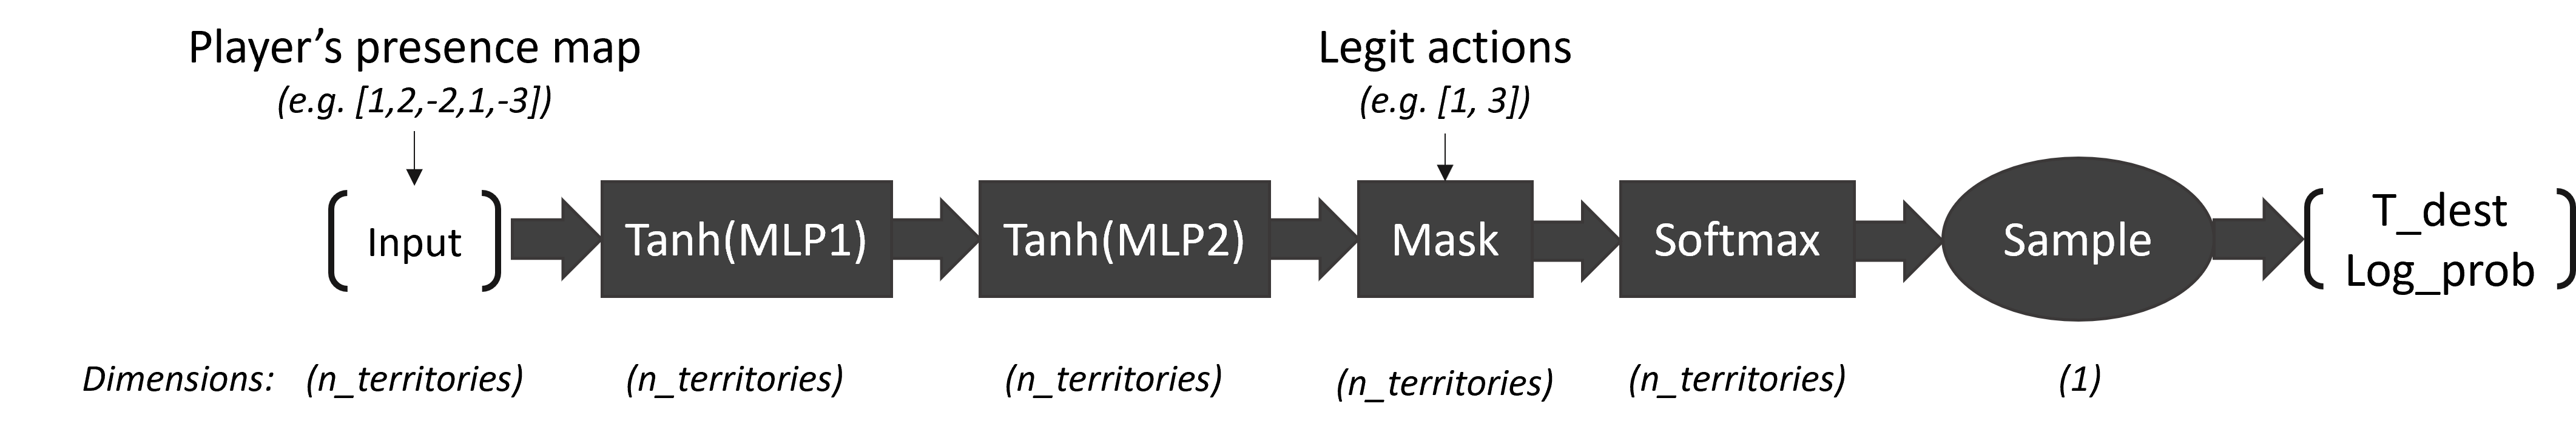 Player’s presence map
(e.g. [1,2,-2,1,-3])
Legit actions
(e.g. [1, 3])
Input
Tanh(MLP1)
Tanh(MLP2)
Mask
Softmax
Sample
T_dest
Log_prob
Dimensions: (n_territories) (n_territories) (n_territories) (n_territories) (n_territories) (1)